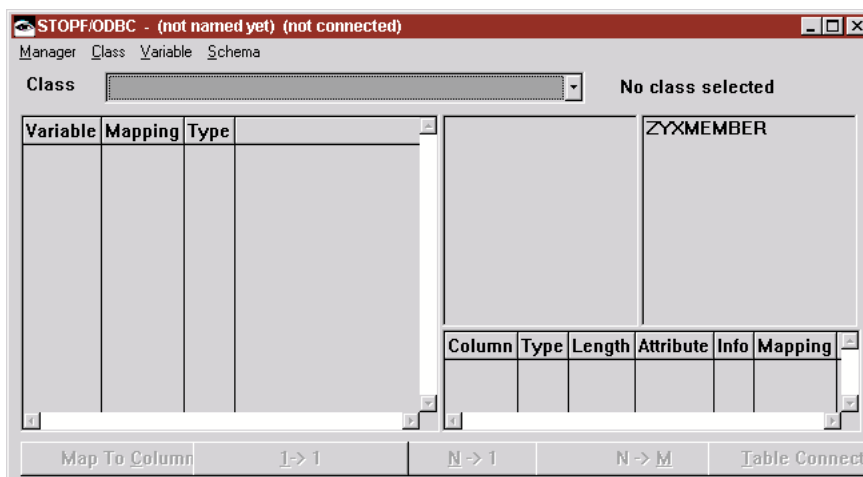 STOPF/ODBC - (not named yet) (not connected)
Manager Class Variable Schema
Class No class selected
Variable Mapping Type
ZYXMEMBER
Column Type Length Attribute Info Mapping
Map To Column 1-> 1 N -> 1 N -> M Table Connect